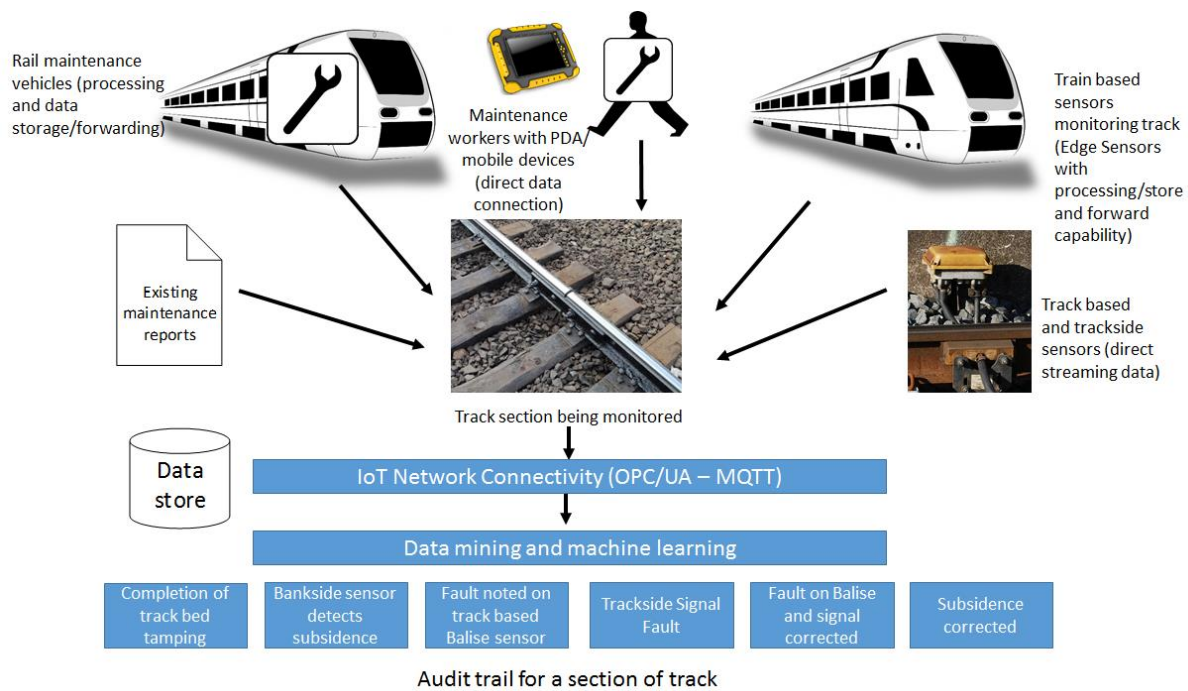 Rail maintenance
vehicles (processing
and data
storage/forwarding)
Maintenance
workers with PDA/
mobile devices
(direct data
connection)
Train based
sensors
monitoring track
(Edge Sensors
with
processing/store
and forward
capability)
Existing
maintenance
reports
Track based
and trackside
sensors (direct
streaming data)
Track section being monitored
Data
store
IoT Network Connectivity (OPC/UA – MQTT)
Data mining and machine learning
Completion of
track bed
tamping
Bankside sensor
detects
subsidence
Fault noted on
track based
Balise sensor
Trackside Signal
Fault
Fault on Balise
and signal
corrected
Subsidence
corrected
Audit trail for a section of track